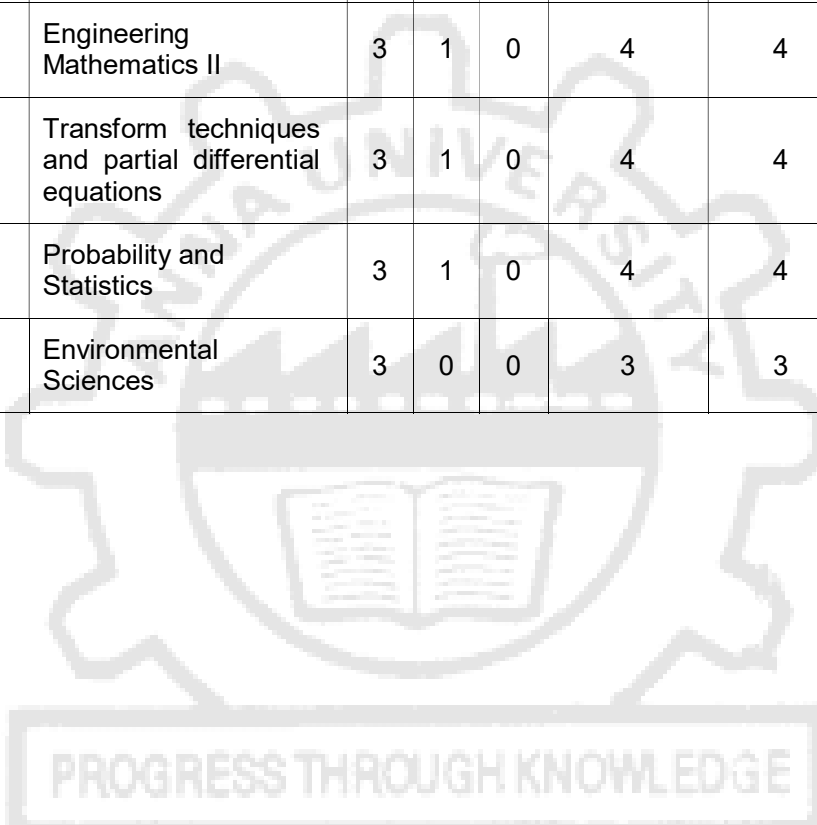 Engineering
Mathematics II 3 1 0 4 4
Transform techniques
and partial differential 3 1 0 4 4
equations
Probability and
Statistics 3 1 0 4 4
Environmental
Sciences 3 0 0 3 3
UNIVERSITY
PROGRESS THROUGH KNOWLEDGE